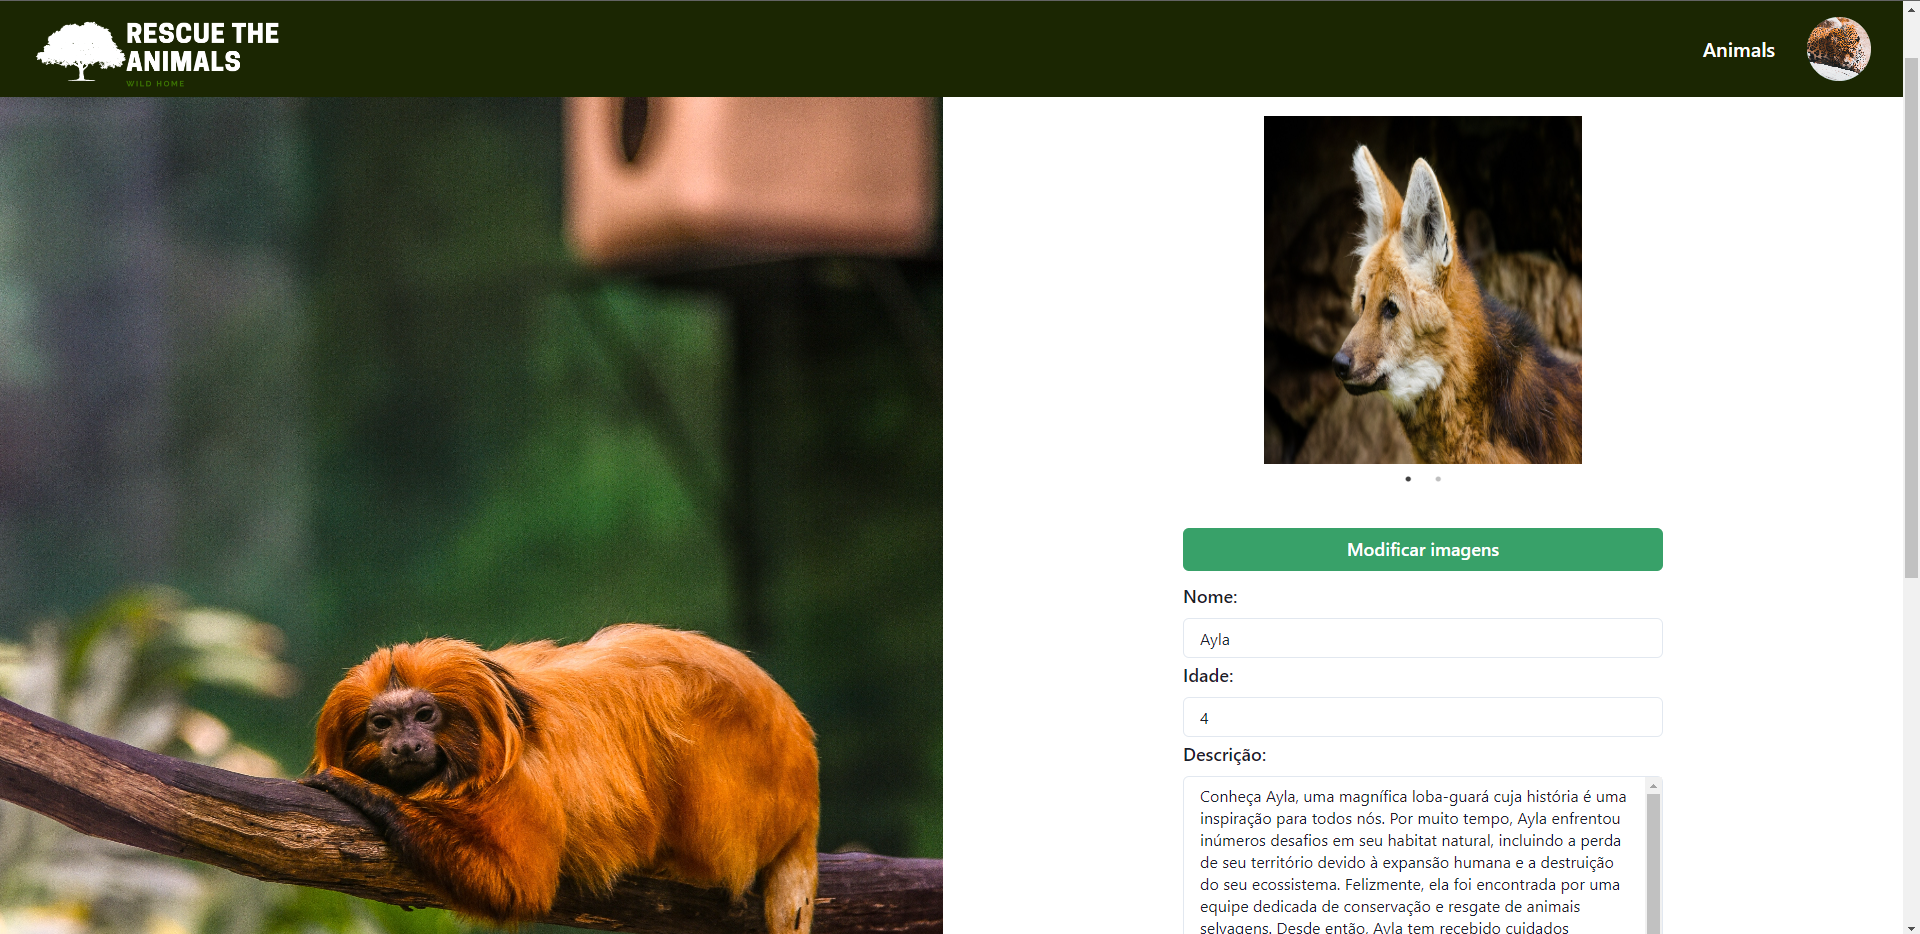 RESCUE THE
ANIMALS
WILD HOME
Animals
Modificar imagens
Nome:
Ayla
Idade:
4
Descrição:
Conheça Ayla, uma magnífica loba-guará cuja história é uma
inspiração para todos nós. Por muito tempo, Ayla enfrentou
inúmeros desafios em seu habitat natural, incluindo a perda
de seu território devido à expansão humana e a destruição
do seu ecossistema. Felizmente, ela foi encontrada por uma
equipe dedicada de conservação e resgate de animais
selvagens. Desde então, Ayla tem recebido cuidados